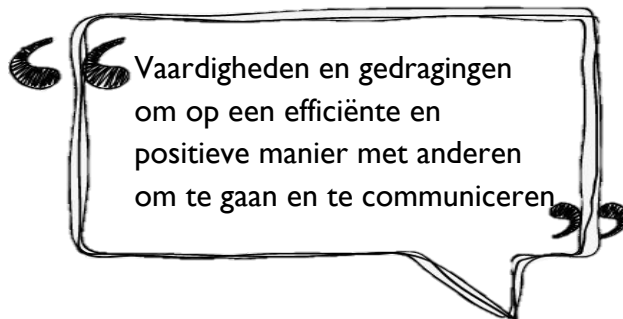 “ Vaardigheden en gedragingen
om op een efficiënte en
positieve manier met anderen
om te gaan en te communiceren ”